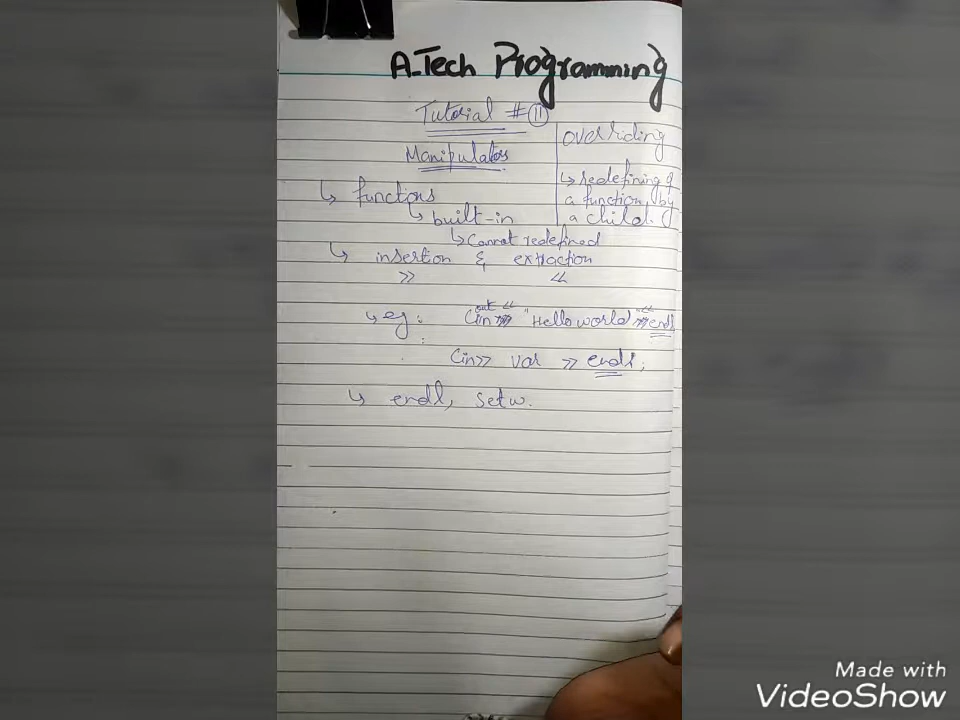 A-Tech Programming
Tutorial # 11
Manipulators
↳ functions
↳ built-in
↳ Cannot redefined
overriding
↳ redefining of
a function, by
a child.
↳ insertion & extraction
>> <<
↳ eg: Cout << "Hello world" << endl
Cin >> var >> endl;
↳ endl, setw.
Made with
VideoShow